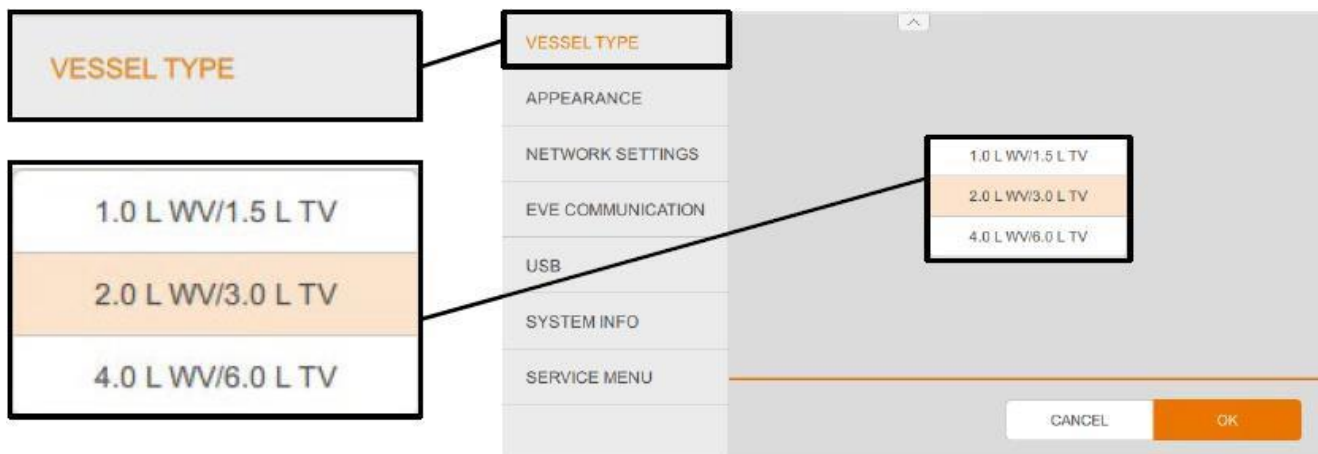 VESSEL TYPE
1.0 L WV/1.5 L TV
2.0 L WV/3.0 L TV
4.0 L WV/6.0 L TV
VESSEL TYPE
APPEARANCE
NETWORK SETTINGS
EVE COMMUNICATION
USB
SYSTEM INFO
SERVICE MENU
1.0 L WV/1.5 L TV
2.0 L WV/3.0 L TV
4.0 L WV/6.0 L TV
CANCEL
OK